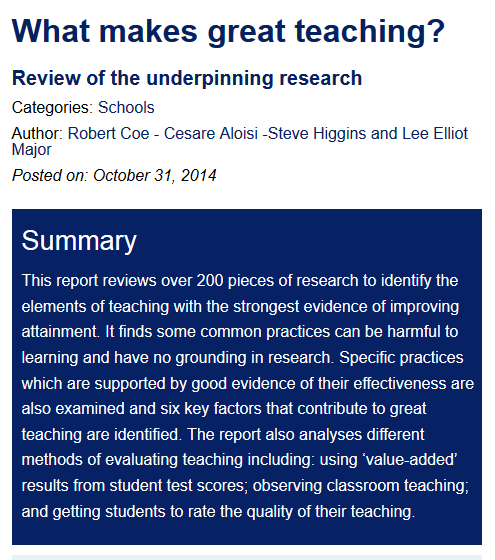 What makes great teaching?
Review of the underpinning research
Categories: Schools
Author: Robert Coe - Cesare Aloisi -Steve Higgins and Lee Elliot
Major
Posted on: October 31, 2014
Summary
This report reviews over 200 pieces of research to identify the
elements of teaching with the strongest evidence of improving
attainment. It finds some common practices can be harmful to
learning and have no grounding in research. Specific practices
which are supported by good evidence of their effectiveness are
also examined and six key factors that contribute to great
teaching are identified. The report also analyses different
methods of evaluating teaching including: using ‘value-added’
results from student test scores; observing classroom teaching;
and getting students to rate the quality of their teaching.